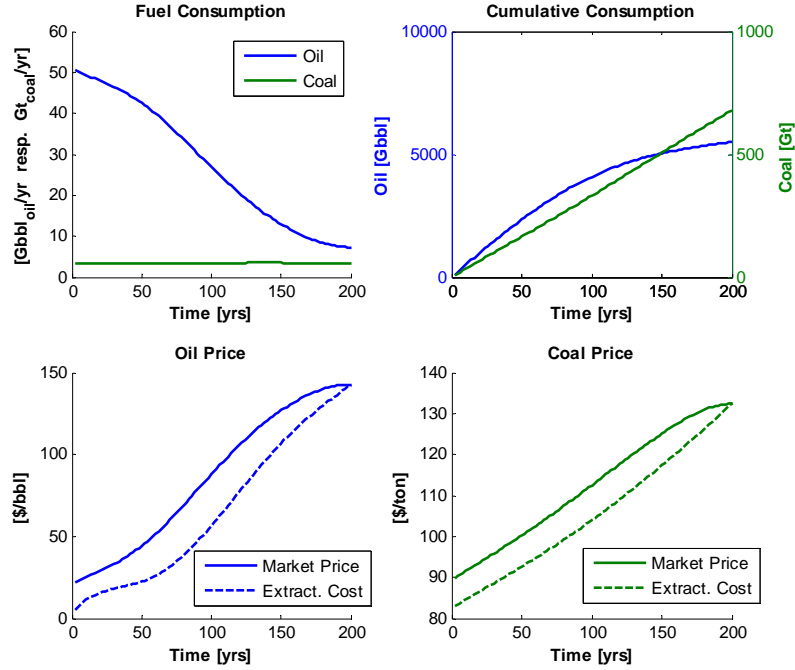 Fuel Consumption
[Gbbl_oil/yr resp. Gt_coal/yr]
60
50
40
30
20
10
0
Oil
Coal
0 50 100 150 200
Time [yrs]
Cumulative Consumption
Oil [Gbbl]
10000
5000
0
1000
500
0
Coal [Gt]
0 50 100 150 200
Time [yrs]
Oil Price
[$/bbl]
150
100
50
0
Market Price
Extract. Cost
0 50 100 150 200
Time [yrs]
Coal Price
[$/ton]
140
130
120
110
100
90
80
Market Price
Extract. Cost
0 50 100 150 200
Time [yrs]